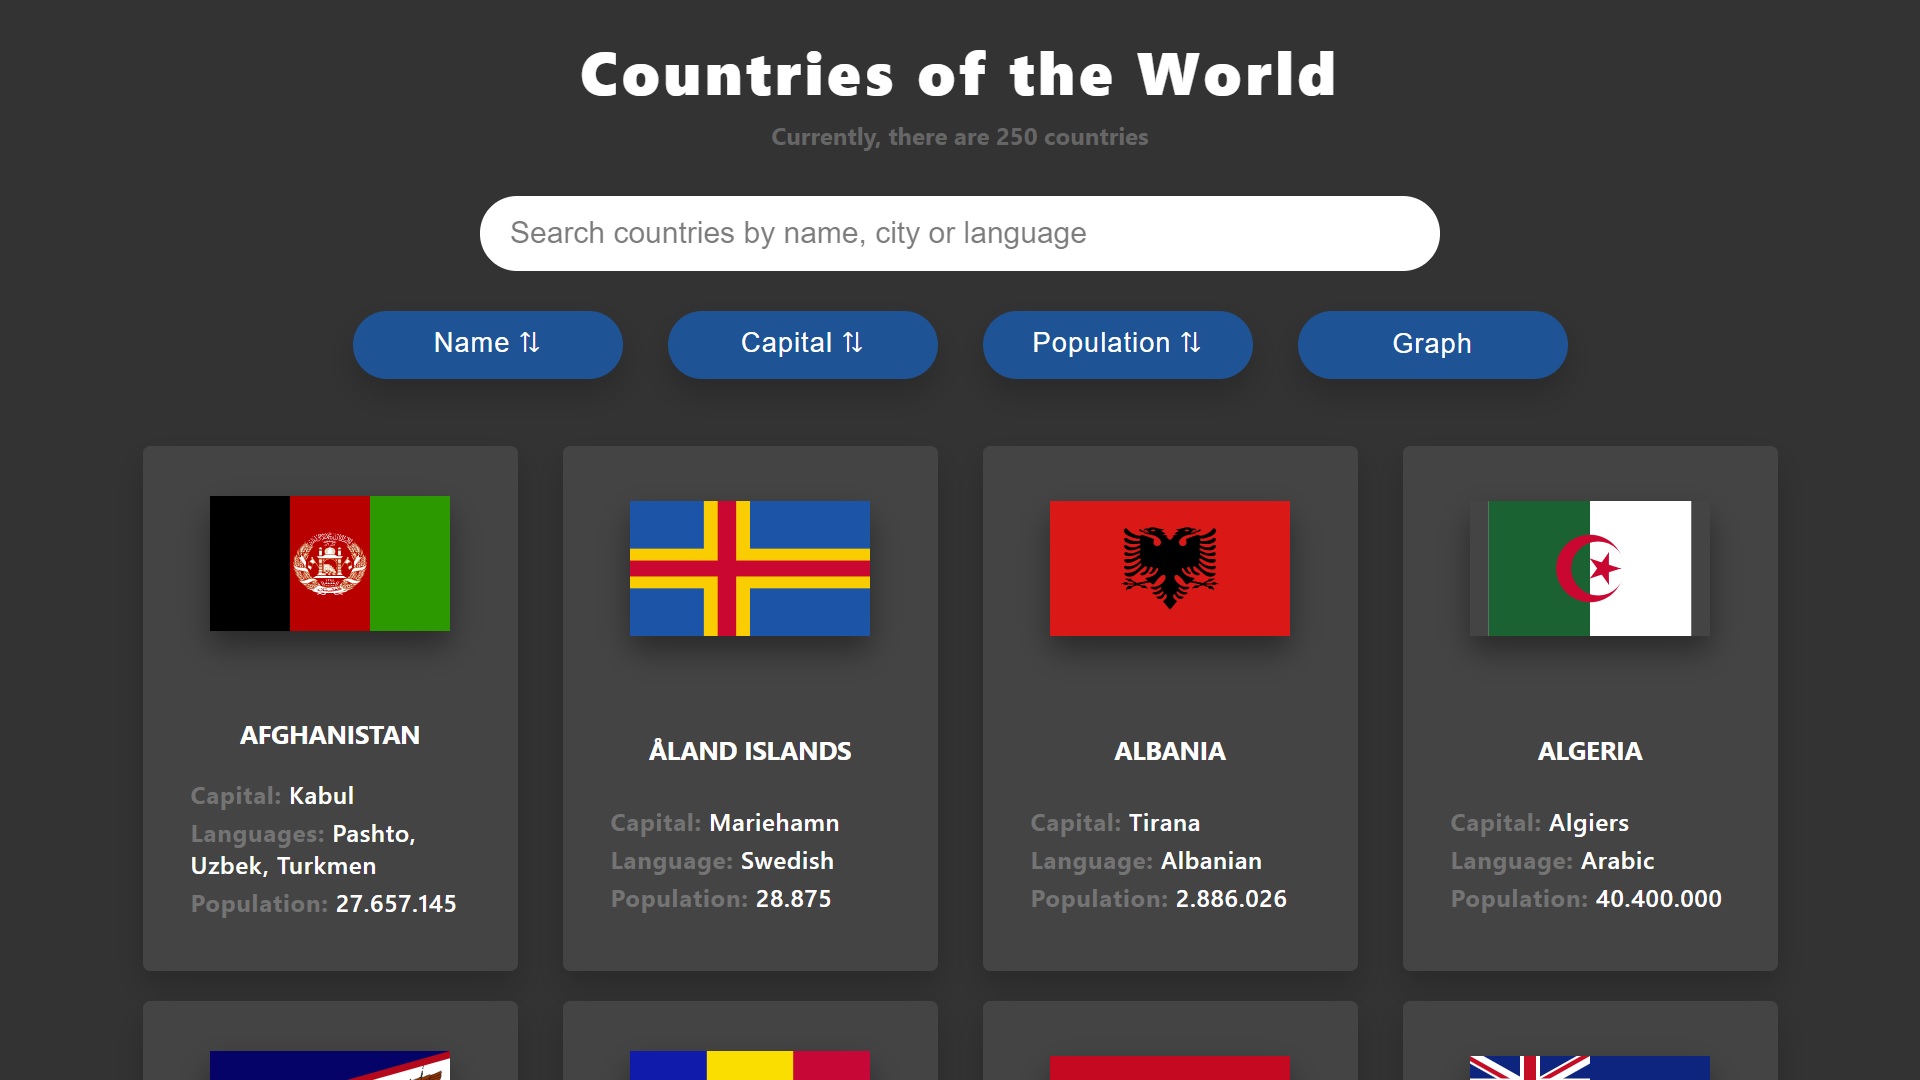 Countries of the World
Currently, there are 250 countries
Search countries by name, city or language
Name ⇅
Capital ⇅
Population ⇅
Graph
AFGHANISTAN
Capital: Kabul
Languages: Pashto,
Uzbek, Turkmen
Population: 27.657.145
ÅLAND ISLANDS
Capital: Mariehamn
Language: Swedish
Population: 28.875
ALBANIA
Capital: Tirana
Language: Albanian
Population: 2.886.026
ALGERIA
Capital: Algiers
Language: Arabic
Population: 40.400.000